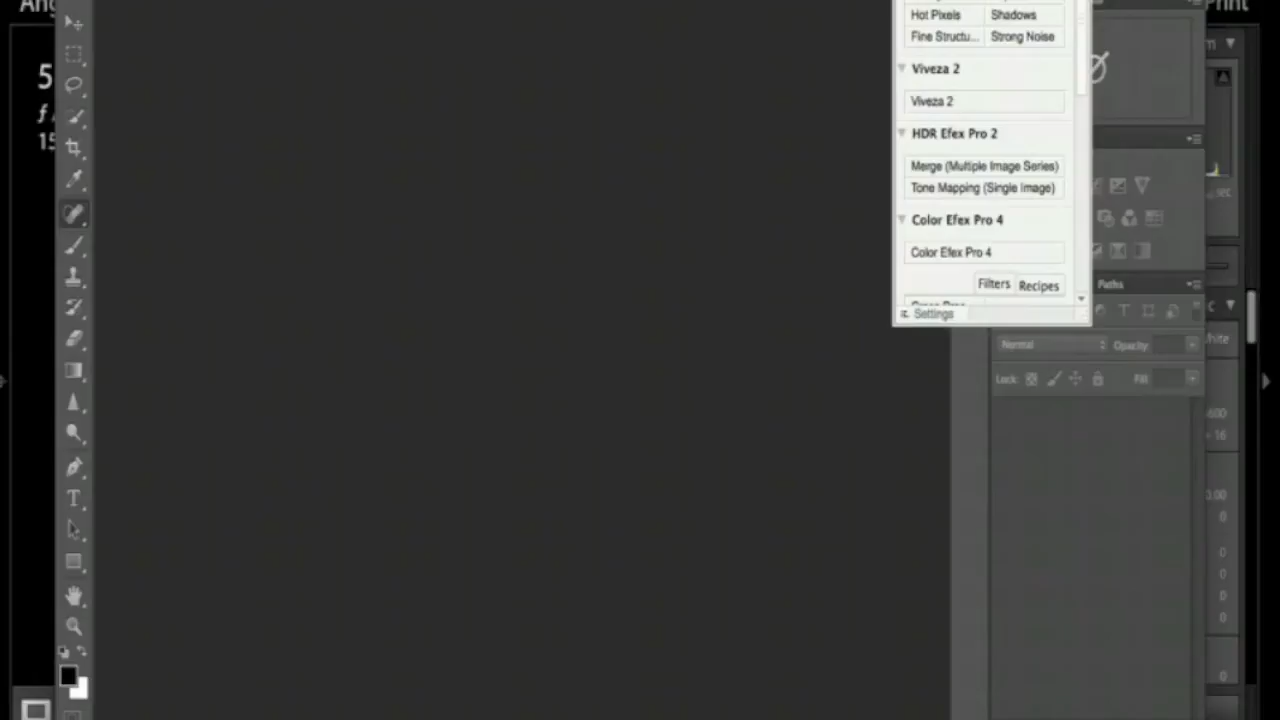 Print
Hot Pixels Shadows
Fine Structu... Strong Noise
Viveza 2
Viveza 2
HDR Efex Pro 2
Merge (Multiple Image Series)
Tone Mapping (Single Image)
Color Efex Pro 4
Color Efex Pro 4
Filters Recipes
Settings
Paths
Normal Opacity:
Lock: Fill:
5
15
T